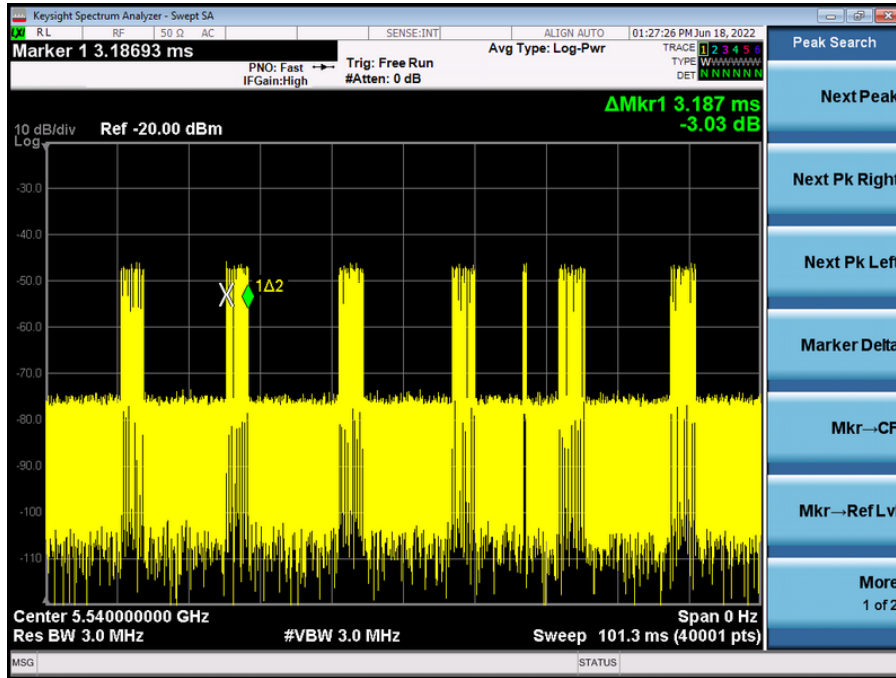 Keysight Spectrum Analyzer - Swept SA
LXI RL RF 50 Ω AC SENSE:INT ALIGN AUTO 01:27:26 PM Jun 18, 2022
Marker 1 3.18693 ms
PNO: Fast
IFGain:High
Trig: Free Run
#Atten: 0 dB
Avg Type: Log-Pwr
TRACE 1 2 3 4 5 6
TYPE WWWWWW
DET N N N N N N
ΔMkr1 3.187 ms
-3.03 dB
10 dB/div Ref -20.00 dBm
Log
-30.0
-40.0
-50.0
1Δ2
-60.0
-70.0
-80.0
-90.0
-100
-110
Center 5.540000000 GHz Span 0 Hz
Res BW 3.0 MHz #VBW 3.0 MHz Sweep 101.3 ms (40001 pts)
MSG STATUS
Peak Search
Next Peak
Next Pk Right
Next Pk Left
Marker Delta
Mkr→CF
Mkr→Ref Lvl
More
1 of 2